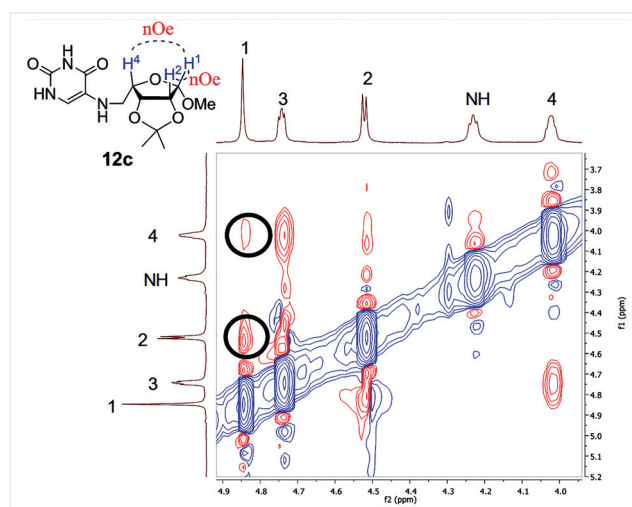 nOe
H4 H1
O NH O H2 nOe
HN NH O OMe
O N H O O
12c
1 3 2 NH 4
4
NH
2
3
1
3.7
3.8
3.9
4.0
4.1
4.2
4.3
4.4
4.5
4.6
4.7
4.8
4.9
5.0
5.1
5.2
f1 (ppm)
4.9 4.8 4.7 4.6 4.5 4.4 4.3 4.2 4.1 4.0
f2 (ppm)